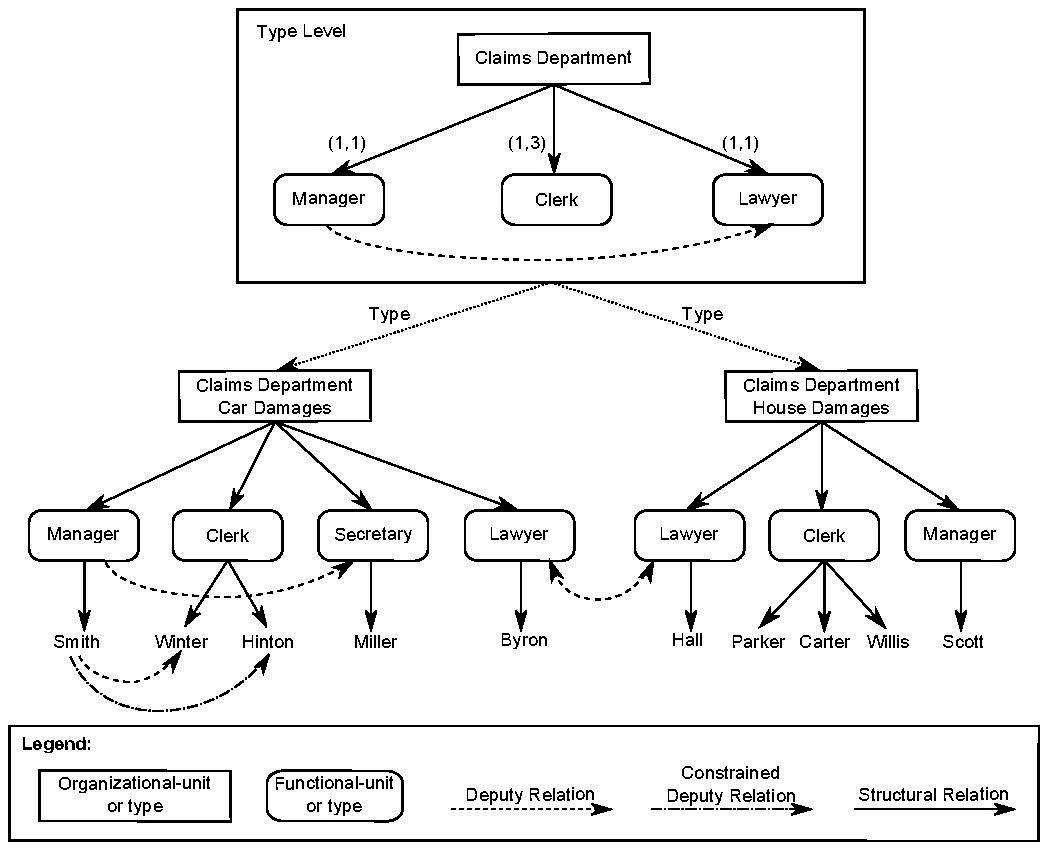 Type Level
Claims Department
(1,1)
(1,3)
(1,1)
Manager
Clerk
Lawyer
Type
Type
Claims Department
Car Damages
Claims Department
House Damages
Manager
Clerk
Secretary
Lawyer
Lawyer
Clerk
Manager
Smith
Winter
Hinton
Miller
Byron
Hall
Parker
Carter
Willis
Scott
Legend:
Organizational-unit
or type
Functional-unit
or type
Deputy Relation
Constrained
Deputy Relation
Structural Relation